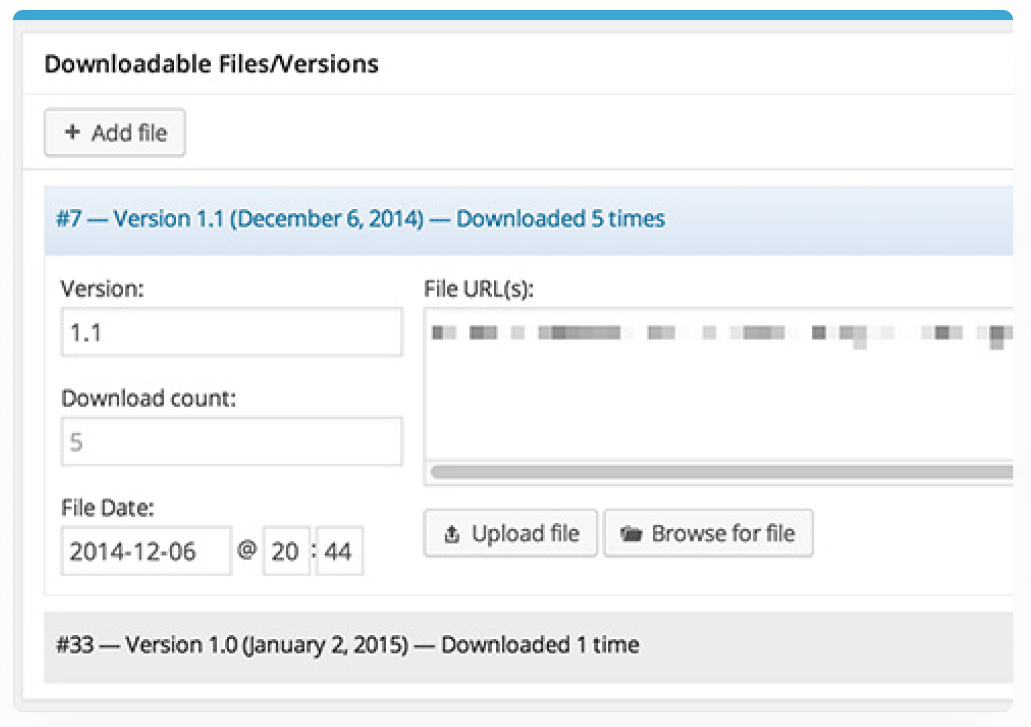 Downloadable Files/Versions
+ Add file
#7 — Version 1.1 (December 6, 2014) — Downloaded 5 times
Version:
1.1
File URL(s):
Download count:
5
File Date:
2014-12-06 @ 20 : 44
Upload file
Browse for file
#33 — Version 1.0 (January 2, 2015) — Downloaded 1 time